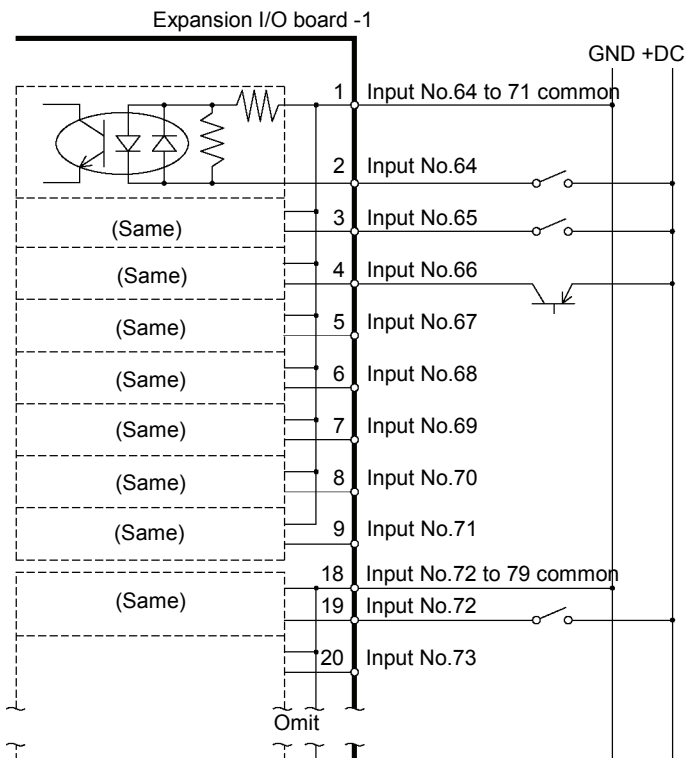 Expansion I/O board -1
GND +DC
1 Input No.64 to 71 common
2 Input No.64
(Same) 3 Input No.65
(Same) 4 Input No.66
(Same) 5 Input No.67
(Same) 6 Input No.68
(Same) 7 Input No.69
(Same) 8 Input No.70
(Same) 9 Input No.71
18 Input No.72 to 79 common
(Same) 19 Input No.72
20 Input No.73
Omit